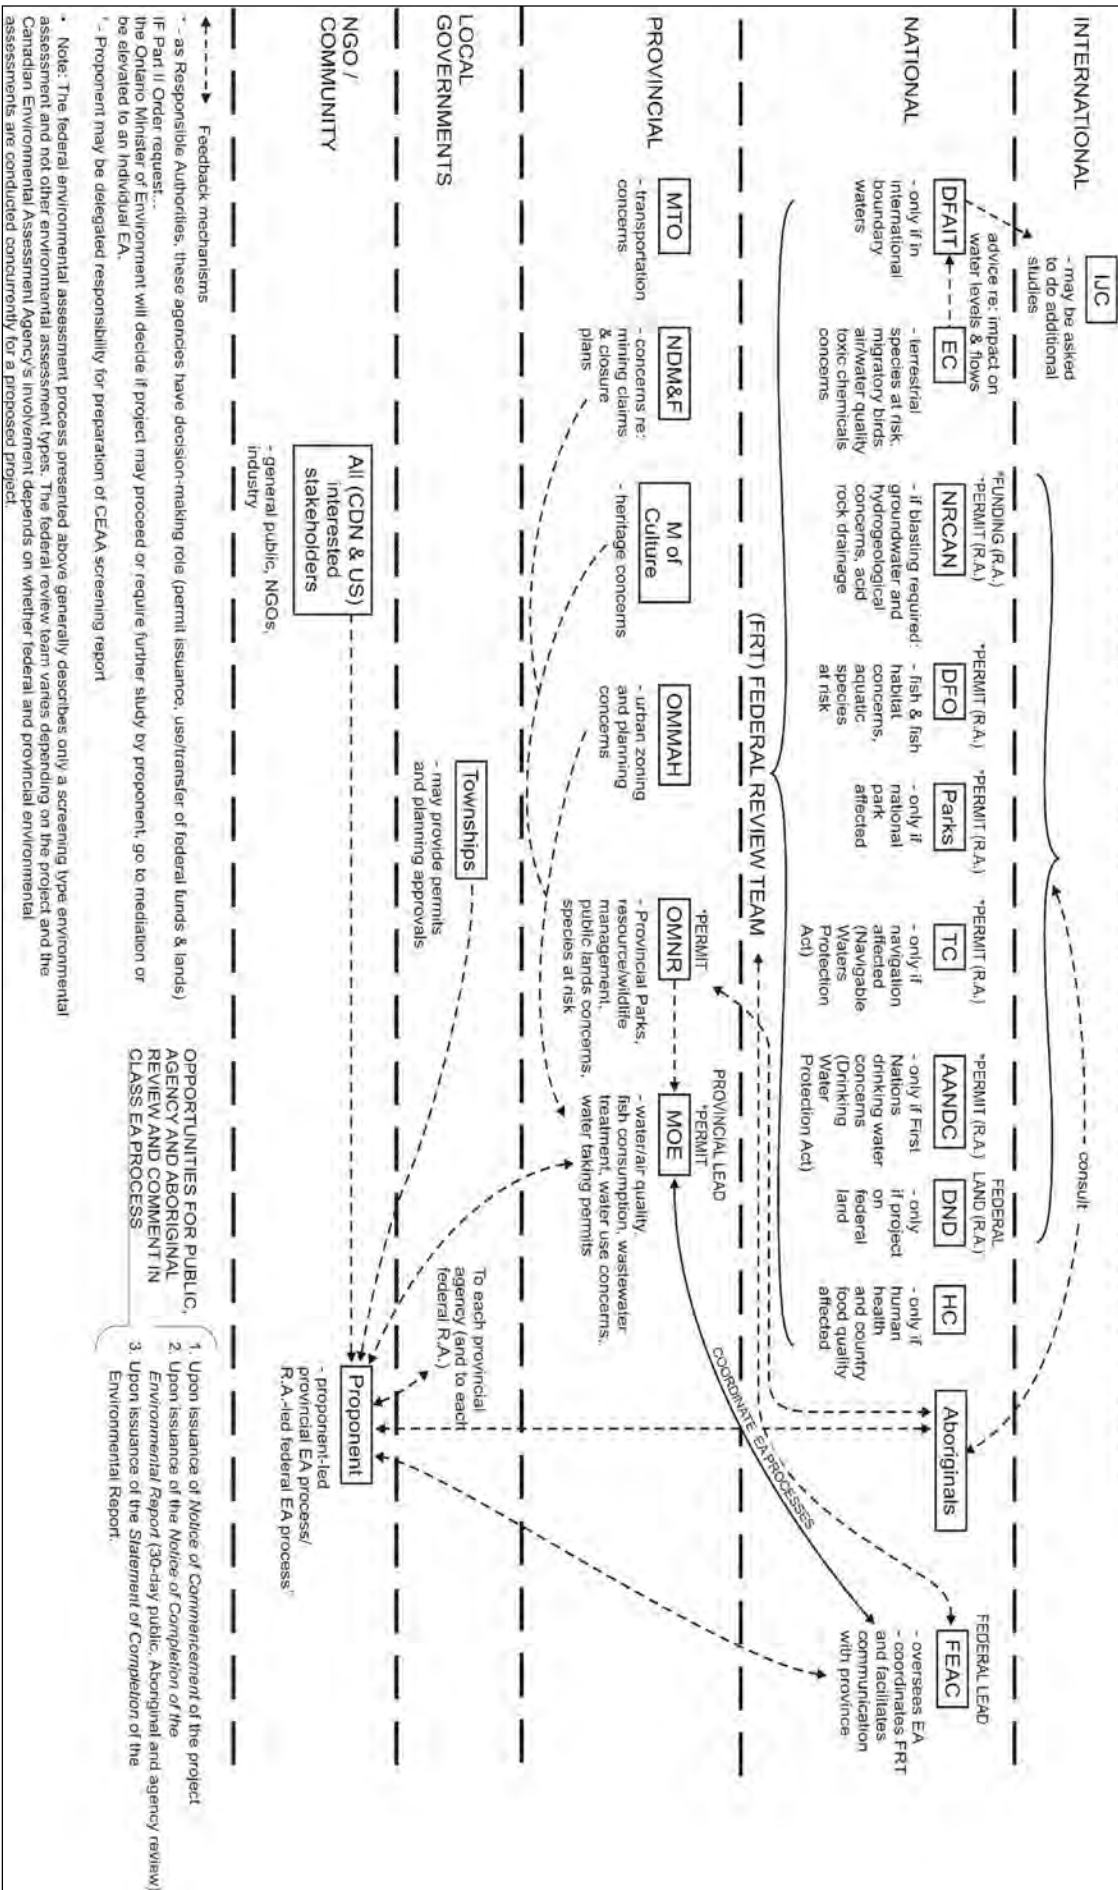 INTERNATIONAL
IJC
- may be asked
to do additional
studies
consult
NATIONAL
DFAIT
- only if in
international
boundary
waters
advice re: impact on
water levels & flows
EC
- terrestrial
species at risk,
migratory birds
air/water quality
toxic chemicals
concerns
*FUNDING (R.A.)
*PERMIT (R.A.)
NRCAN
- if blasting required:
groundwater and
hydrogeological
concerns, acid
rock drainage
*PERMIT (R.A.)
DFO
- fish & fish
habitat
concerns,
aquatic
species
at risk
*PERMIT (R.A.)
Parks
- only if
national
park
affected
*PERMIT (R.A.)
TC
- only if
navigation
affected
(Navigable
Waters
Protection
Act)
*PERMIT (R.A.)
AANDC
- only if First
Nations
drinking water
concerns
(Drinking
Water
Protection Act)
FEDERAL
LAND (R.A.)
DND
- only
if project
on
federal
land
HC
- only if
human
health
and country
food quality
affected
Aboriginals
FEDERAL LEAD
FEAC
- oversees EA
- coordinates FRT
and facilitates
communication
with province
(FRT) FEDERAL REVIEW TEAM
COORDINATE EA PROCESSES
PROVINCIAL
MTO
- transportation
concerns
NDM&F
- concerns re:
mining claims
& closure
plans
M of
Culture
- heritage concerns
OMMAH
- urban zoning
and planning
concerns
*PERMIT
OMNR
- Provincial Parks,
resource/wildlife
management,
public lands concerns,
species at risk
PROVINCIAL LEAD
*PERMIT
MOE
- water/air quality,
fish consumption, wastewater
treatment, water use concerns,
water taking permits
To each provincial
agency (and to each
federal R.A.)
LOCAL
GOVERNMENTS
Townships
- may provide permits
and planning approvals
NGO /
COMMUNITY
All (CDN & US)
interested
stakeholders
- general public, NGOs,
industry
Proponent
- proponent-led
provincial EA process/
R.A.-led federal EA process"
Feedback mechanisms
* - as Responsible Authorities, these agencies have decision-making role (permit issuance, use/transfer of federal funds & lands)
IF Part II Order request...
the Ontario Minister of Environment will decide if project may proceed or require further study by proponent, go to mediation or
be elevated to an Individual EA.
" - Proponent may be delegated responsibility for preparation of CEAA screening report
• Note: The federal environmental assessment process presented above generally describes only a screening type environmental
assessment and not other environmental assessment types. The federal review team varies depending on the project and the
Canadian Environmental Assessment Agency's involvement depends on whether federal and provincial environmental
assessments are conducted concurrently for a proposed project.
OPPORTUNITIES FOR PUBLIC,
AGENCY AND ABORIGINAL
REVIEW AND COMMENT IN
CLASS EA PROCESS
1. Upon issuance of Notice of Commencement of the project
2. Upon issuance of the Notice of Completion of the
Environmental Report (30-day public, Aboriginal and agency review)
3. Upon issuance of the Statement of Completion of the
Environmental Report.